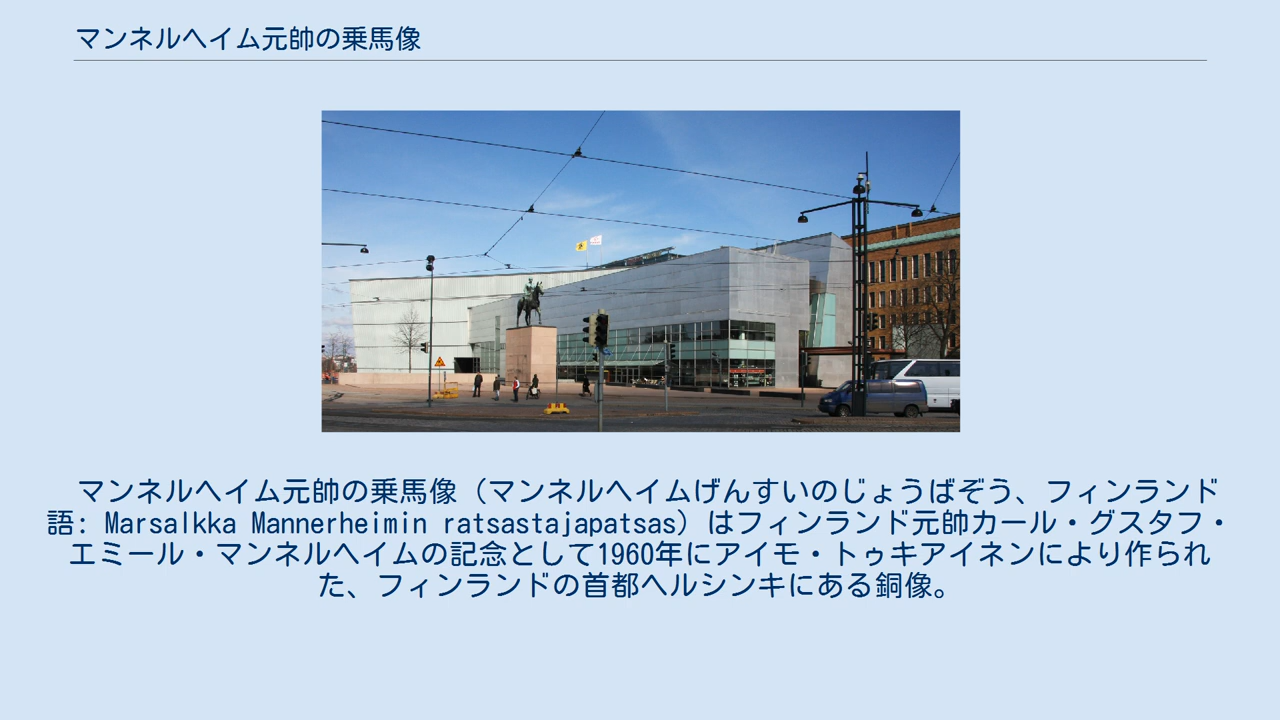 マンネルヘイム元帥の乗馬像
マンネルヘイム元帥の乗馬像（マンネルヘイムげんすいのじょうばぞう、フィンランド
語: Marsalkka Mannerheimin ratsastajapatsas）はフィンランド元帥カール・グスタフ・
エミール・マンネルヘイムの記念として1960年にアイモ・トゥキアイネンにより作られ
た、フィンランドの首都ヘルシンキにある銅像。